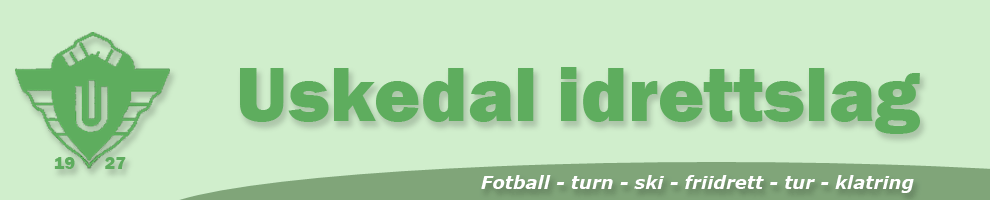 U
19 27
Uskedal idrettslag
Fotball - turn - ski - friidrett - tur - klatring